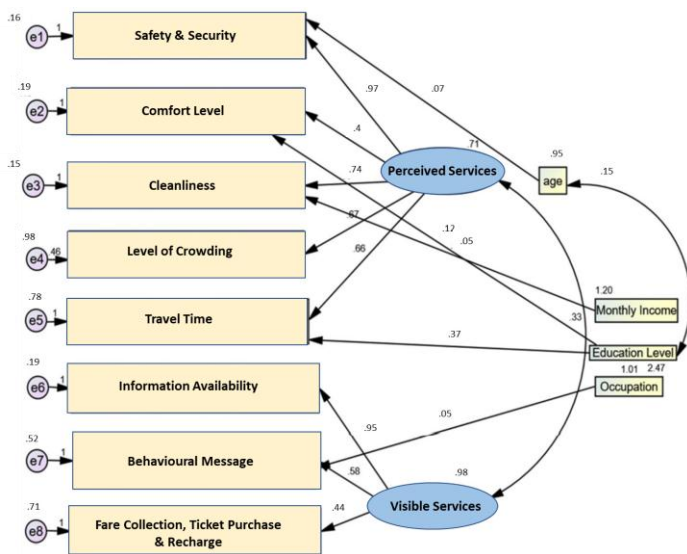 .16
e1
1
Safety & Security
.19
e2
1
Comfort Level
.15
e3
1
Cleanliness
.98
e4
.46
Level of Crowding
.78
e5
1
Travel Time
.19
e6
1
Information Availability
.52
e7
1
Behavioural Message
.71
e8
1
Fare Collection, Ticket Purchase
& Recharge
.97
.07
.4
.71
Perceived Services
.74
.67
.66
.95
age
.15
.17
.05
.33
1.20
Monthly Income
.37
Education Level
1.01
2.47
Occupation
.05
.95
.58
.44
.98
Visible Services